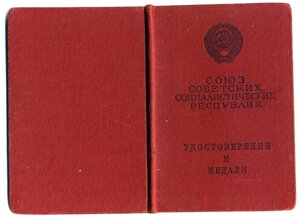 СОЮЗ
СОВЕТСКИХ
СОЦИАЛИСТИЧЕСКИХ
РЕСПУБЛИК
УДОСТОВЕРЕНИЕ
К
МЕДАЛИ